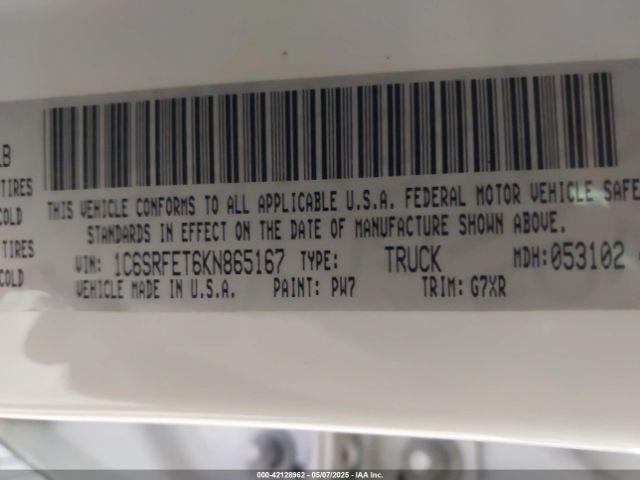 LB
TIRES
COLD
TIRES
COLD
THIS VEHICLE CONFORMS TO ALL APPLICABLE U.S.A. FEDERAL MOTOR VEHICLE SAFE
STANDARDS IN EFFECT ON THE DATE OF MANUFACTURE SHOWN ABOVE.
VIN: 1C6SRFET6KN865167 TYPE: TRUCK MDH:053102
VEHICLE MADE IN U.S.A. PAINT: PW7 TRIM: G7XR
000-42128962 - 05/07/2025 - IAA Inc.